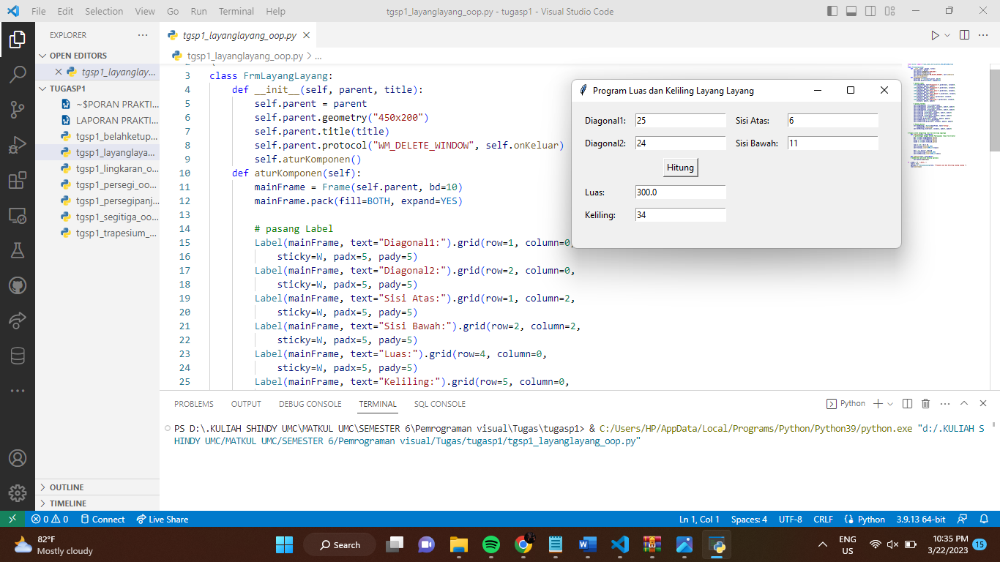 File Edit Selection View Go Run Terminal Help
tgsp1_layanglayang_oop.py - tugasp1 - Visual Studio Code
EXPLORER
OPEN EDITORS
tgsp1_layanglay...
TUGASP1
~$PORAN PRAKTI...
LAPORAN PRAKTI...
tgsp1_belahketup...
tgsp1_layanglaya...
tgsp1_lingkaran_o...
tgsp1_persegi_oo...
tgsp1_persegipanj...
tgsp1_segitiga_oo...
tgsp1_trapesium_...
OUTLINE
TIMELINE
tgsp1_layanglayang_oop.py
tgsp1_layanglayang_oop.py > ...
3 class FrmLayangLayang:
4 def __init__(self, parent, title):
5 self.parent = parent
6 self.parent.geometry("450x200")
7 self.parent.title(title)
8 self.parent.protocol("WM_DELETE_WINDOW", self.onKeluar)
9 self.aturKomponen()
10 def aturKomponen(self):
11 mainFrame = Frame(self.parent, bd=10)
12 mainFrame.pack(fill=BOTH, expand=YES)
13
14 # pasang Label
15 Label(mainFrame, text="Diagonal1:").grid(row=1, column=0,
16 sticky=W, padx=5, pady=5)
17 Label(mainFrame, text="Diagonal2:").grid(row=2, column=0,
18 sticky=W, padx=5, pady=5)
19 Label(mainFrame, text="Sisi Atas:").grid(row=1, column=2,
20 sticky=W, padx=5, pady=5)
21 Label(mainFrame, text="Sisi Bawah:").grid(row=2, column=2,
22 sticky=W, padx=5, pady=5)
23 Label(mainFrame, text="Luas:").grid(row=4, column=0,
24 sticky=W, padx=5, pady=5)
25 Label(mainFrame, text="Keliling:").grid(row=5, column=0,
Program Luas dan Keliling Layang Layang
Diagonal1: 25 Sisi Atas: 6
Diagonal2: 24 Sisi Bawah: 11
Hitung
Luas: 300.0
Keliling: 34
PROBLEMS OUTPUT DEBUG CONSOLE TERMINAL SQL CONSOLE
Python
PS D:\.KULIAH SHINDY UMC\MATKUL UMC\SEMESTER 6\Pemrograman visual\Tugas\tugasp1> & C:/Users/HP/AppData/Local/Programs/Python/Python39/python.exe "d:/.KULIAH S
HINDY UMC/MATKUL UMC/SEMESTER 6/Pemrograman visual/Tugas/tugasp1/tgsp1_layanglayang_oop.py"
0 0 Connect Live Share Ln 1, Col 1 Spaces: 4 UTF-8 CRLF Python 3.9.13 64-bit
82°F
Mostly cloudy
Search
ENG
US
10:35 PM
3/22/2023
15